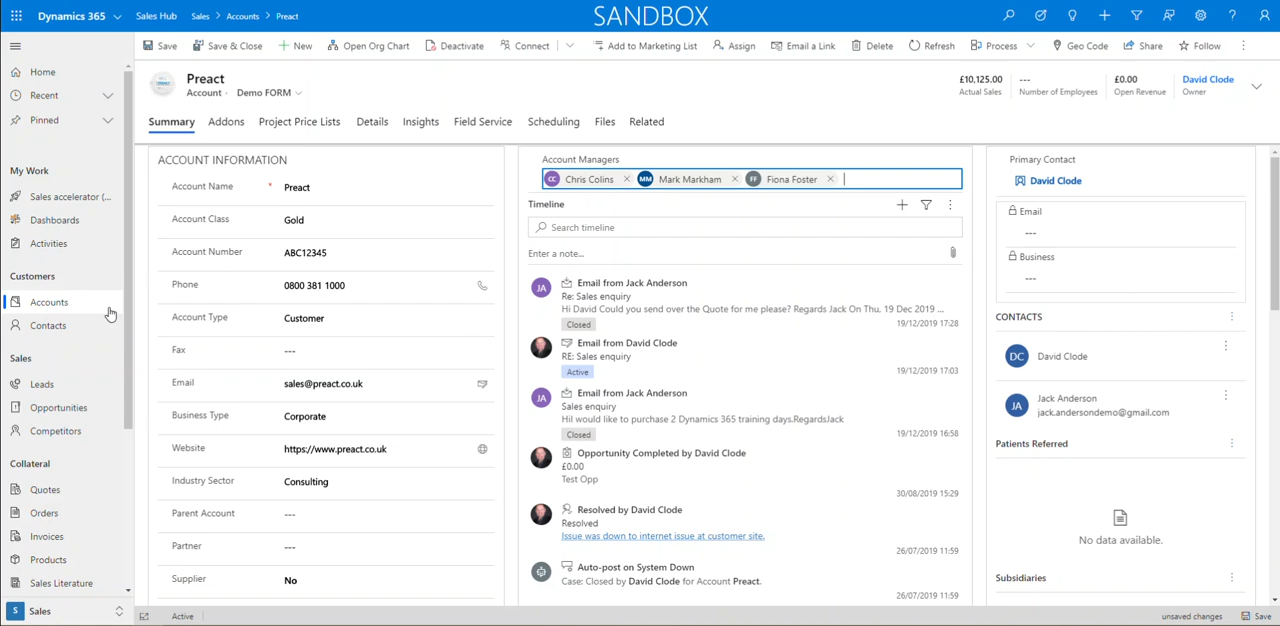 Dynamics 365 Sales Hub Sales Accounts Preact SANDBOX
Save Save & Close New Open Org Chart Deactivate Connect Add to Marketing List Assign Email a Link Delete Refresh Process Geo Code Share Follow
Home
Recent
Pinned
My Work
Sales accelerator (...
Dashboards
Activities
Customers
Accounts
Contacts
Sales
Leads
Opportunities
Competitors
Collateral
Quotes
Orders
Invoices
Products
Sales Literature
S Sales
PREACT
Preact
Account · Demo FORM
£10,125.00
Actual Sales
---
Number of Employees
£0.00
Open Revenue
David Clode
Owner
Summary Addons Project Price Lists Details Insights Field Service Scheduling Files Related
ACCOUNT INFORMATION
Account Name * Preact
Account Class Gold
Account Number ABC12345
Phone 0800 381 1000
Account Type Customer
Fax ---
Email sales@preact.co.uk
Business Type Corporate
Website https://www.preact.co.uk
Industry Sector Consulting
Parent Account ---
Partner ---
Supplier No
Account Managers
CC Chris Colins MM Mark Markham FF Fiona Foster
Timeline
Search timeline
Enter a note...
JA Email from Jack Anderson
Re: Sales enquiry
Hi David Could you send over the Quote for me please? Regards Jack On Thu, 19 Dec 2019 ...
Closed 19/12/2019 17:28
Email from David Clode
RE: Sales enquiry
Active 19/12/2019 17:03
JA Email from Jack Anderson
Sales enquiry
HiI would like to purchase 2 Dynamics 365 training days.RegardsJack
Closed 19/12/2019 16:58
Opportunity Completed by David Clode
£0.00
Test Opp
30/08/2019 15:29
Resolved by David Clode
Resolved
Issue was down to internet issue at customer site.
26/07/2019 11:59
Auto-post on System Down
Case: Closed by David Clode for Account Preact.
26/07/2019 11:59
Primary Contact
David Clode
Email
---
Business
---
CONTACTS
DC David Clode
JA Jack Anderson
jack.andersondemo@gmail.com
Patients Referred
No data available.
Subsidiaries
Active unsaved changes Save